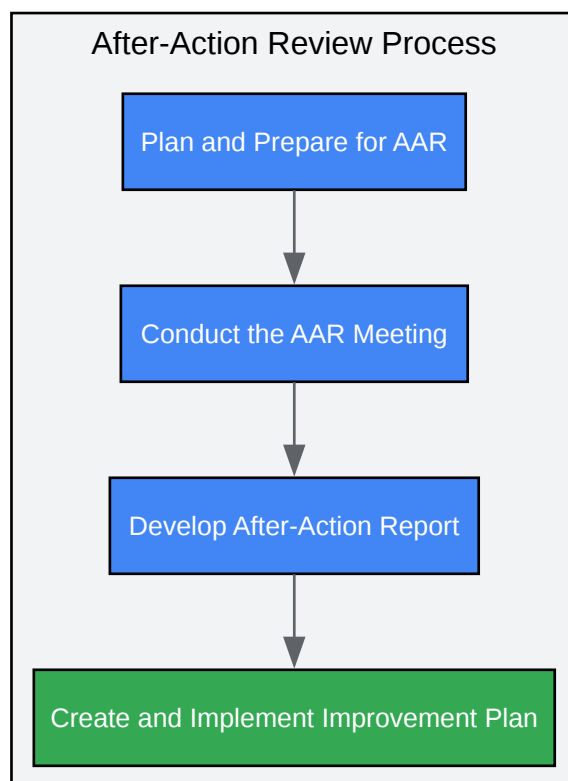 After-Action Review Process
Plan and Prepare for AAR
Conduct the AAR Meeting
Develop After-Action Report
Create and Implement Improvement Plan